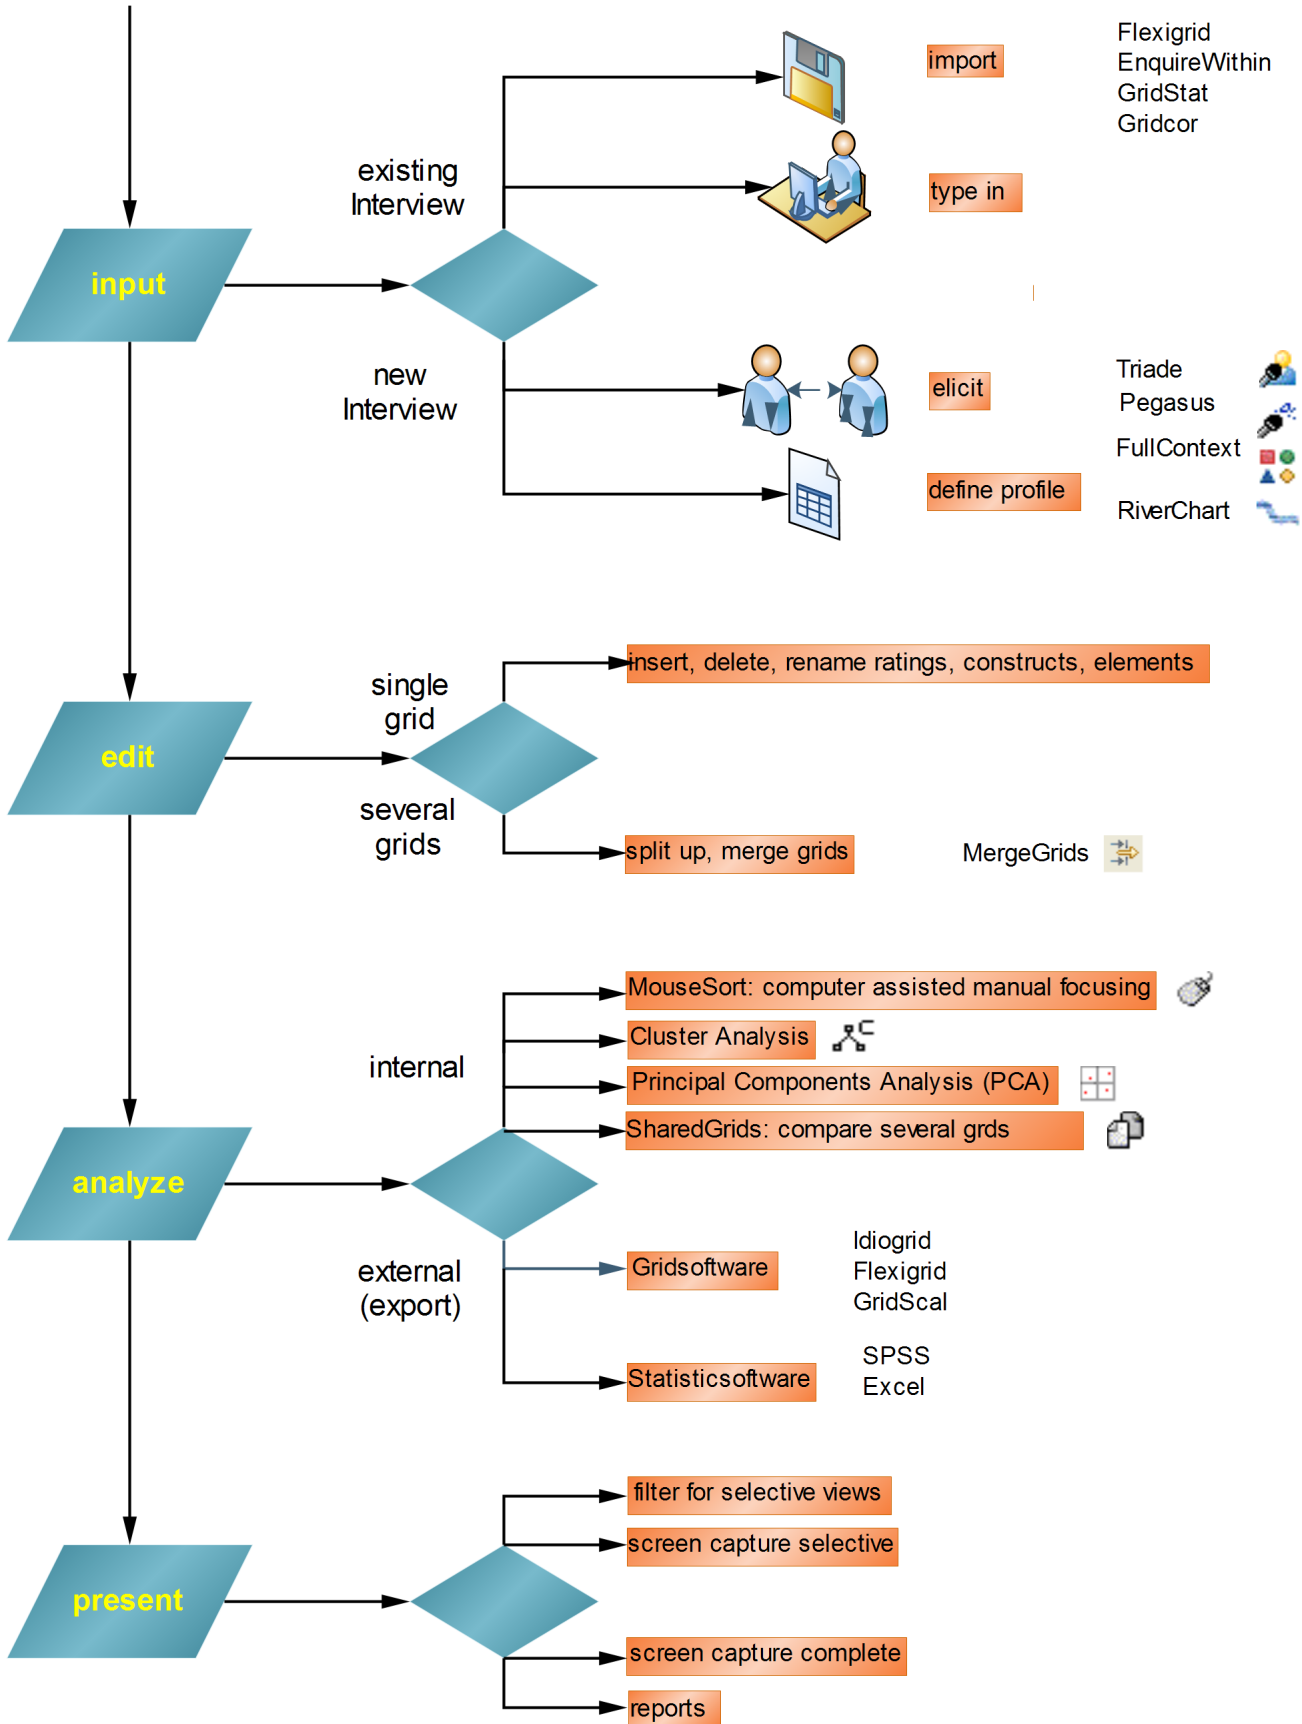 import
Flexigrid
EnquireWithin
GridStat
Gridcor
existing
Interview
type in
input
new
Interview
elicit
Triade
Pegasus
FullContext
define profile
RiverChart
insert, delete, rename ratings, constructs, elements
single
grid
edit
several
grids
split up, merge grids
MergeGrids
MouseSort: computer assisted manual focusing
Cluster Analysis
internal
Principal Components Analysis (PCA)
SharedGrids: compare several grds
analyze
external
(export)
Gridsoftware
Idiogrid
Flexigrid
GridScal
Statisticsoftware
SPSS
Excel
filter for selective views
screen capture selective
present
screen capture complete
reports